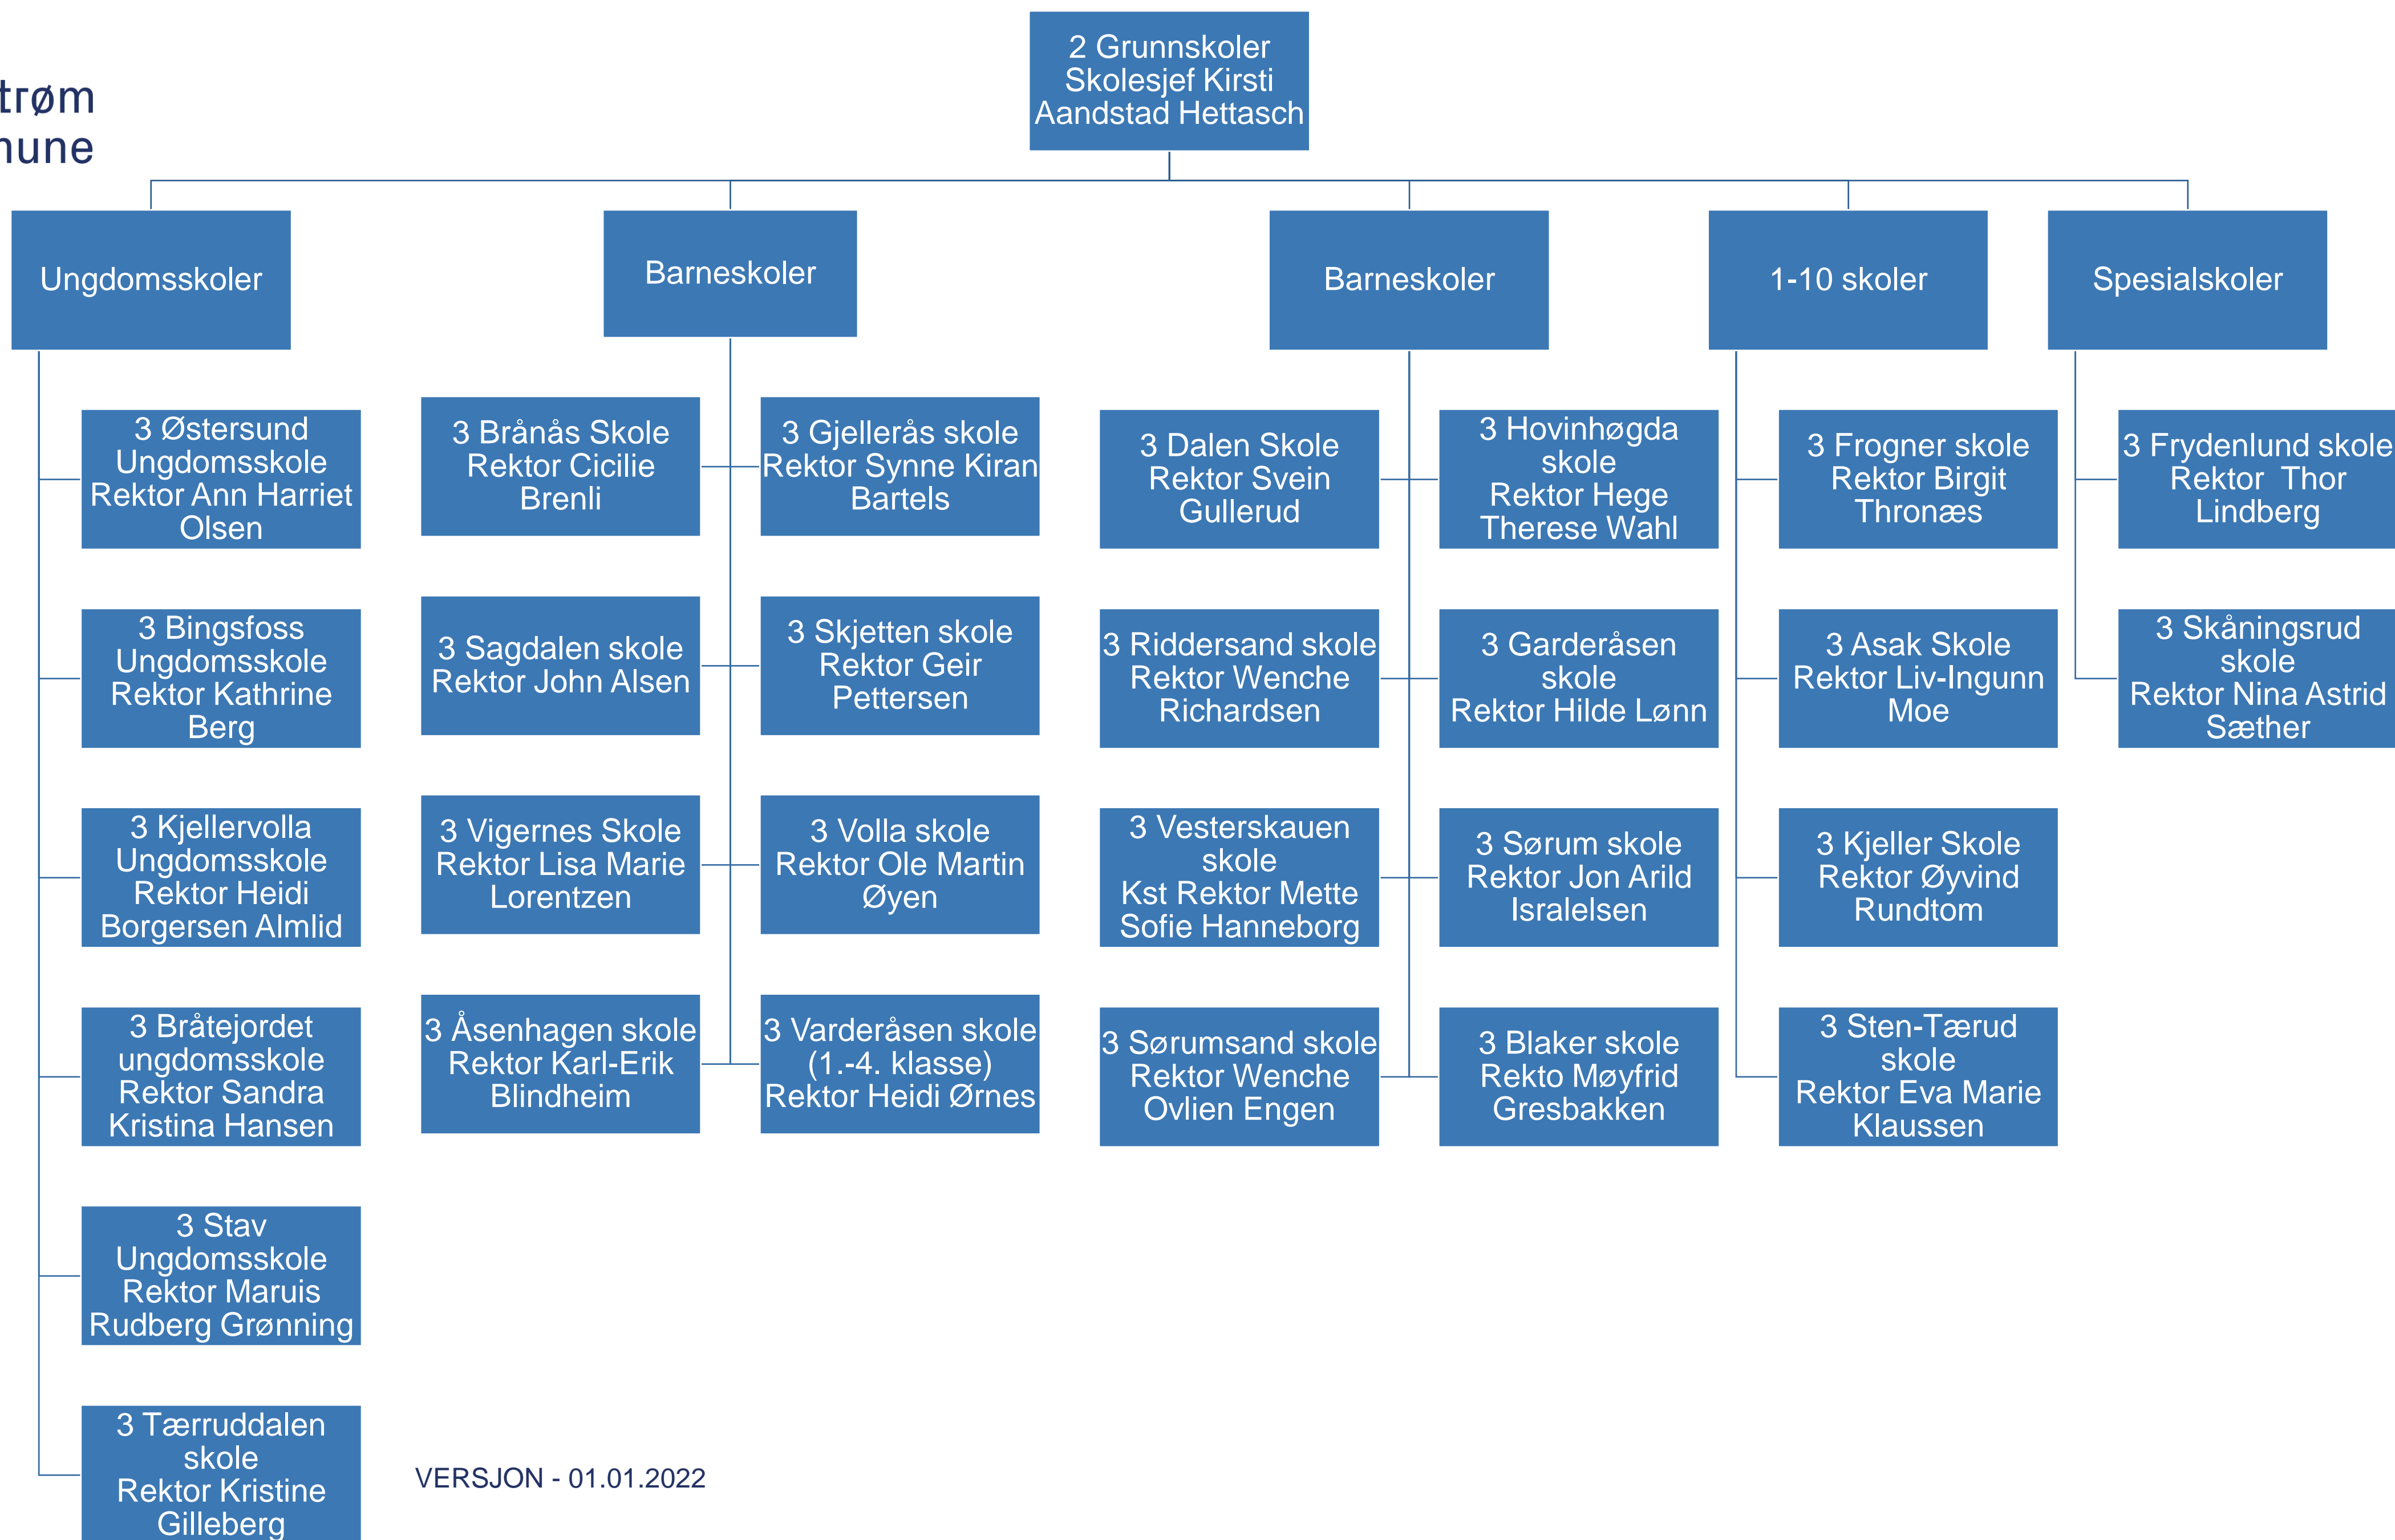 2 Grunnskoler
Skolesjef Kirsti
Aandstad Hettasch
trøm
Ungdomsskoler
Barneskoler
Barneskoler
1-10 skoler
Spesialskoler
3 Østersund
Ungdomsskole
Rektor Ann Harriet
Olsen
3 Bingsfoss
Ungdomsskole
Rektor Kathrine
Berg
3 Kjellervolla
Ungdomsskole
Rektor Heidi
Borgersen Almlid
3 Bråtejordet
ungdomsskole
Rektor Sandra
Kristina Hansen
3 Stav
Ungdomsskole
Rektor Maruis
Rudberg Grønning
3 Tærruddalen
skole
Rektor Kristine
Gilleberg
3 Brånås Skole
Rektor Cicilie
Brenli
3 Gjellerås skole
Rektor Synne Kiran
Bartels
3 Sagdalen skole
Rektor John Alsen
3 Skjetten skole
Rektor Geir
Pettersen
3 Vigernes Skole
Rektor Lisa Marie
Lorentzen
3 Volla skole
Rektor Ole Martin
Øyen
3 Åsenhagen skole
Rektor Karl-Erik
Blindheim
3 Varderåsen skole
(1.-4. klasse)
Rektor Heidi Ørnes
3 Dalen Skole
Rektor Svein
Gullerud
3 Hovinhøgda
skole
Rektor Hege
Therese Wahl
3 Riddersand skole
Rektor Wenche
Richardsen
3 Garderåsen
skole
Rektor Hilde Lønn
3 Vesterskauen
skole
Kst Rektor Mette
Sofie Hanneborg
3 Sørum skole
Rektor Jon Arild
Isralelsen
3 Sørumsand skole
Rektor Wenche
Ovlien Engen
3 Blaker skole
Rekto Møyfrid
Gresbakken
3 Frogner skole
Rektor Birgit
Thronæs
3 Asak Skole
Rektor Liv-Ingunn
Moe
3 Kjeller Skole
Rektor Øyvind
Rundtom
3 Sten-Tærud
skole
Rektor Eva Marie
Klaussen
3 Frydenlund skole
Rektor  Thor
Lindberg
3 Skåningsrud
skole
Rektor Nina Astrid
Sæther
VERSJON - 01.01.2022